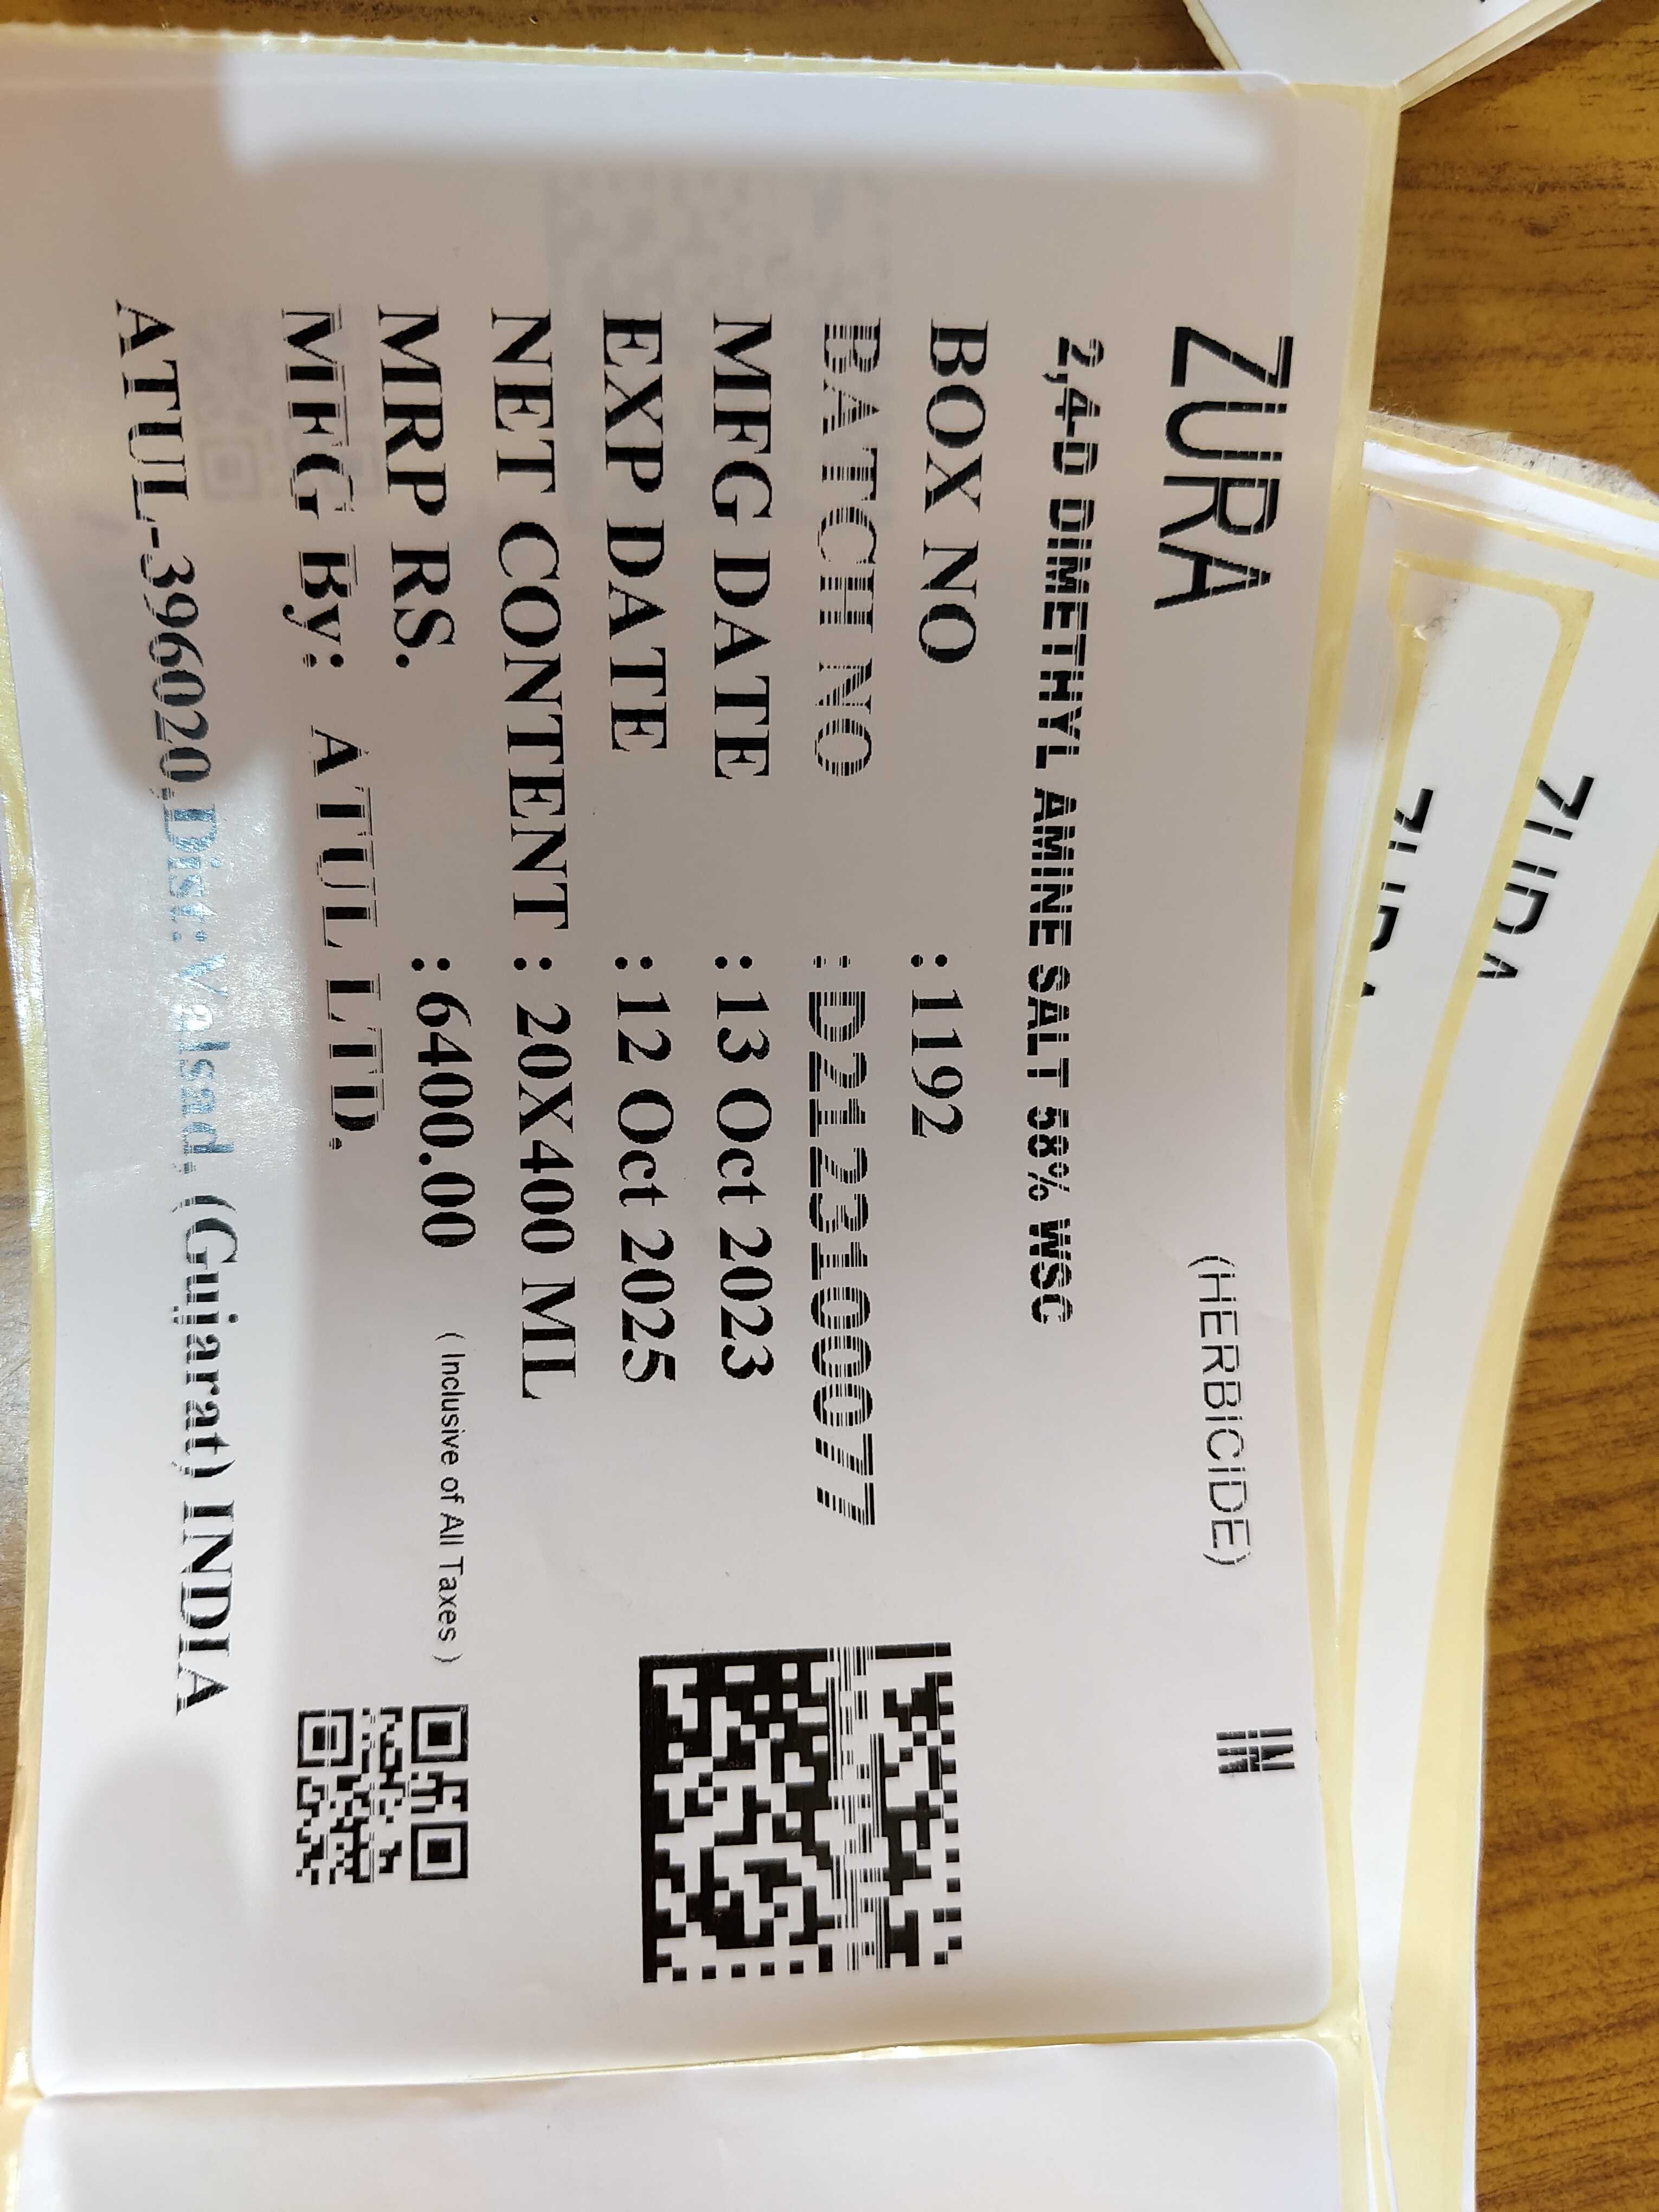 ZURA (HERBICIDE) IN
2,4-D DIMETHYL AMINE SALT 58% WSC
BOX NO : 1192
BATCH NO : D2123100077
MFG DATE : 13 Oct 2023
EXP DATE : 12 Oct 2025
NET CONTENT : 20X400 ML
MRP RS. : 6400.00 ( Inclusive of All Taxes )
MFG By: ATUL LTD.
ATUL-396020,Dist: Valsad, (Gujarat) INDIA
ZURA
ZURA